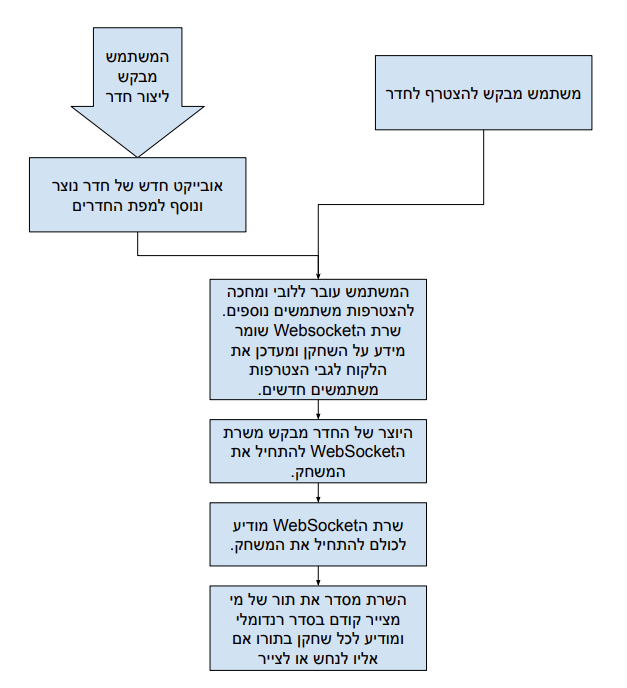 המשתמש
מבקש
ליצור חדר
משתמש מבקש להצטרף לחדר
אובייקט חדש של חדר נוצר
ונוסף למפת החדרים
המשתמש עובר ללובי ומחכה
להצטרפות משתמשים נוספים.
שרת הWebsocket שומר
מידע על השחקן ומעדכן את
הלקוח לגבי הצטרפות
משתמשים חדשים.
היוצר של החדר מבקש משרת
הWebSocket להתחיל את
המשחק.
שרת הWebSocket מודיע
לכולם להתחיל את המשחק.
השרת מסדר את תור של מי
מצייר קודם בסדר רנדומלי
ומודיע לכל שחקן בתורו אם
אליו לנחש או לצייר